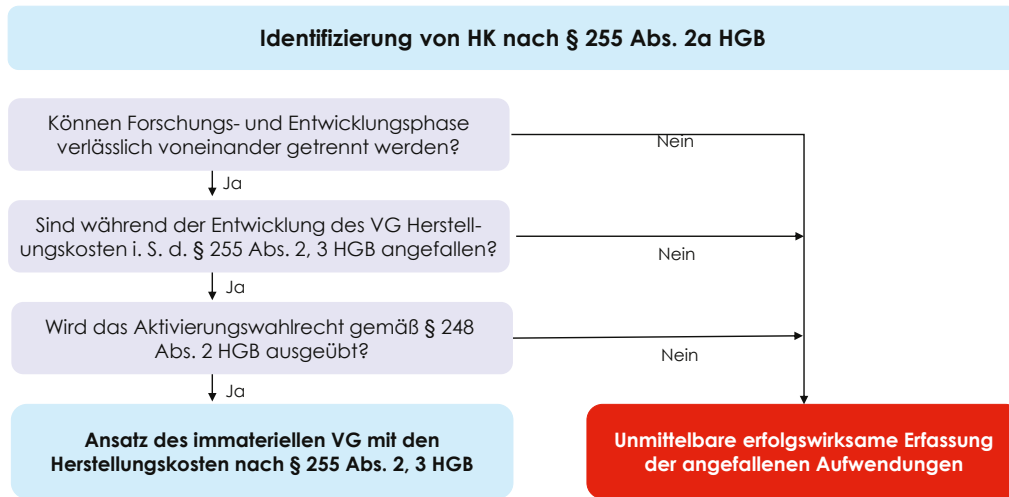 Identifizierung von HK nach § 255 Abs. 2a HGB
Können Forschungs- und Entwicklungsphase
verlässlich voneinander getrennt werden?
Nein
Ja
Sind während der Entwicklung des VG Herstell-
ungskosten i. S. d. § 255 Abs. 2, 3 HGB angefallen?
Nein
Ja
Wird das Aktivierungswahlrecht gemäß § 248
Abs. 2 HGB ausgeübt?
Nein
Ja
Ansatz des immateriellen VG mit den
Herstellungskosten nach § 255 Abs. 2, 3 HGB
Unmittelbare erfolgswirksame Erfassung
der angefallenen Aufwendungen